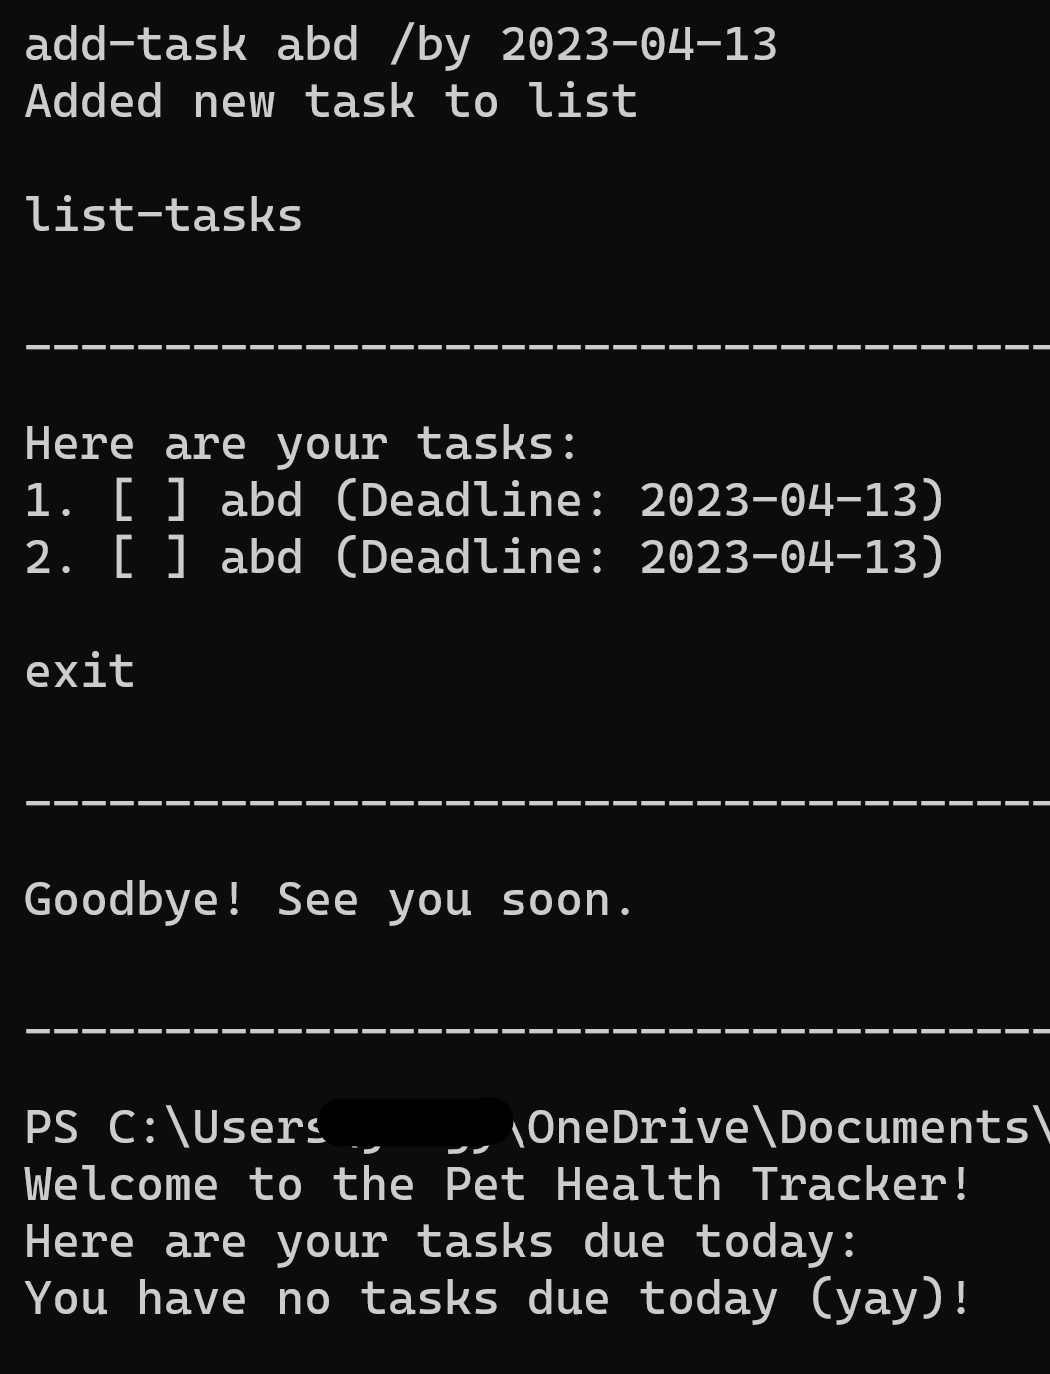 add-task abd /by 2023-04-13
Added new task to list
list-tasks
-------------------------------------
Here are your tasks:
1. [ ] abd (Deadline: 2023-04-13)
2. [ ] abd (Deadline: 2023-04-13)
exit
-------------------------------------
Goodbye! See you soon.
-------------------------------------
PS C:\Users \OneDrive\Documents\
Welcome to the Pet Health Tracker!
Here are your tasks due today:
You have no tasks due today (yay)!